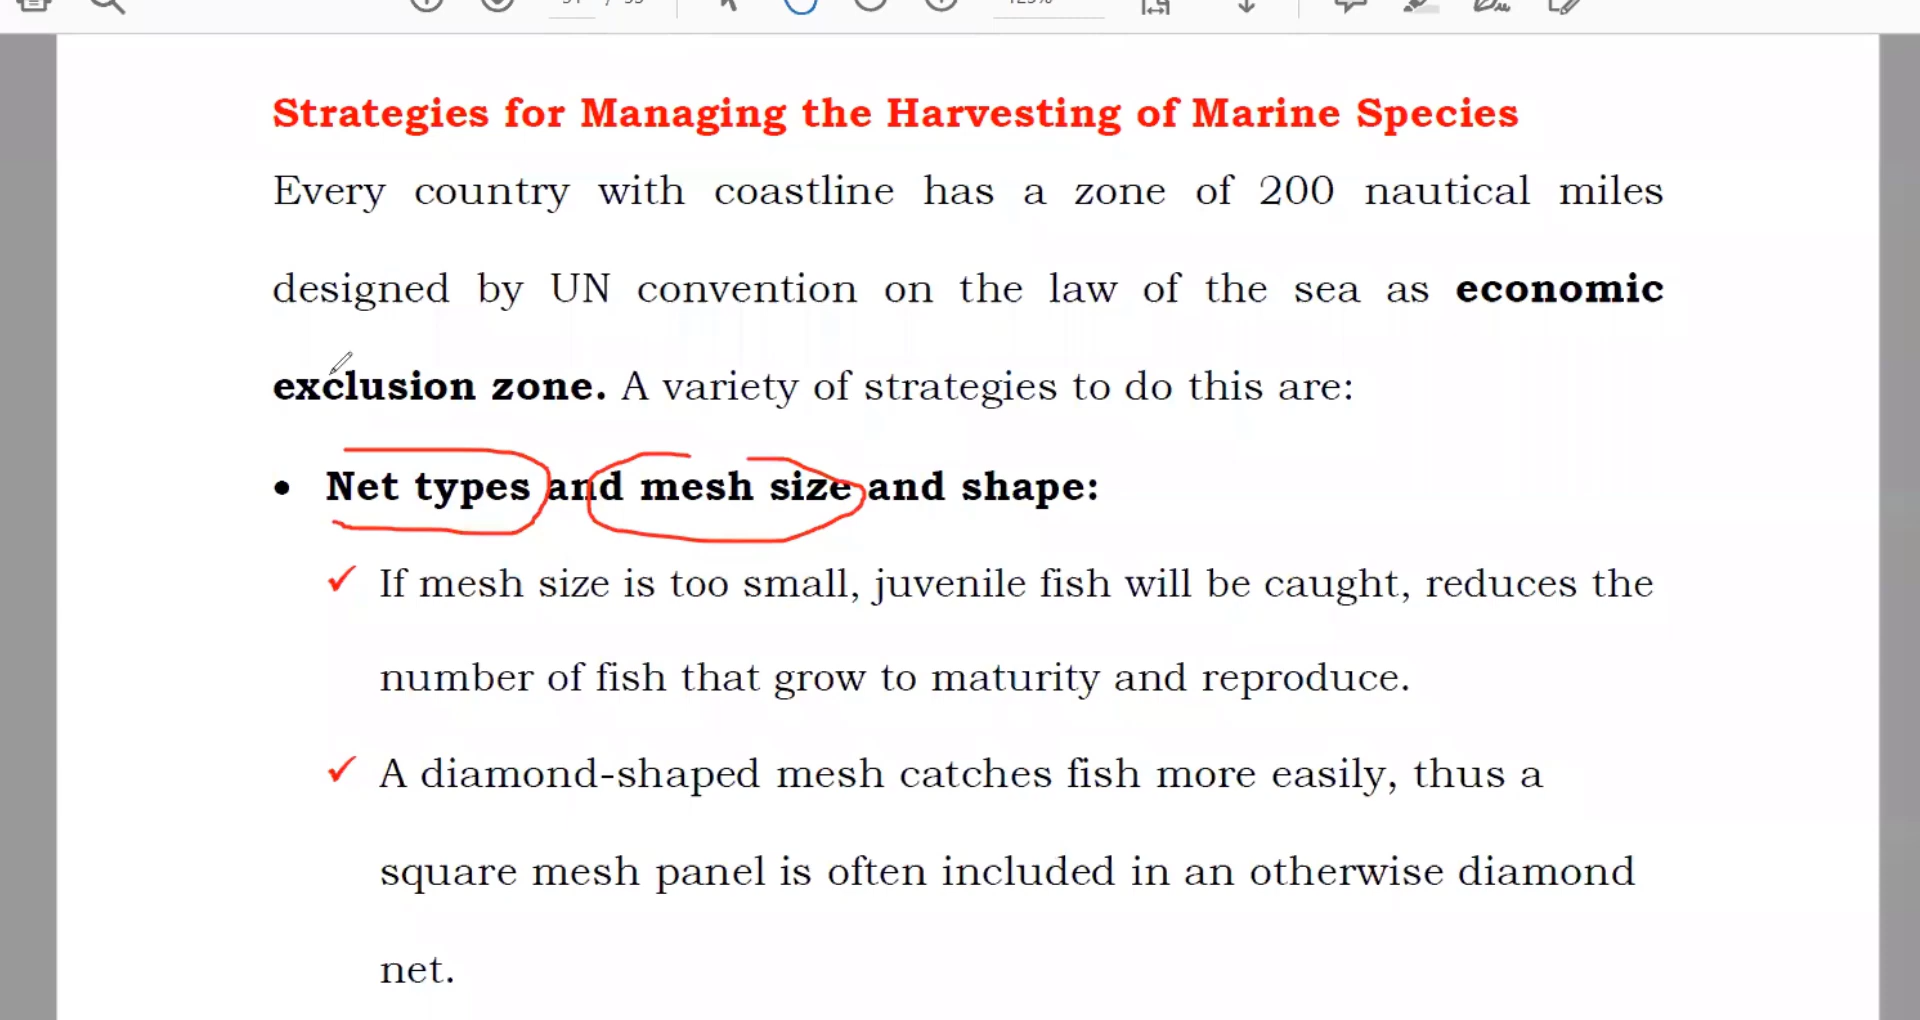 Strategies for Managing the Harvesting of Marine Species
Every country with coastline has a zone of 200 nautical miles
designed by UN convention on the law of the sea as economic
exclusion zone. A variety of strategies to do this are:
• Net types and mesh size and shape:
✓ If mesh size is too small, juvenile fish will be caught, reduces the
number of fish that grow to maturity and reproduce.
✓ A diamond-shaped mesh catches fish more easily, thus a
square mesh panel is often included in an otherwise diamond
net.